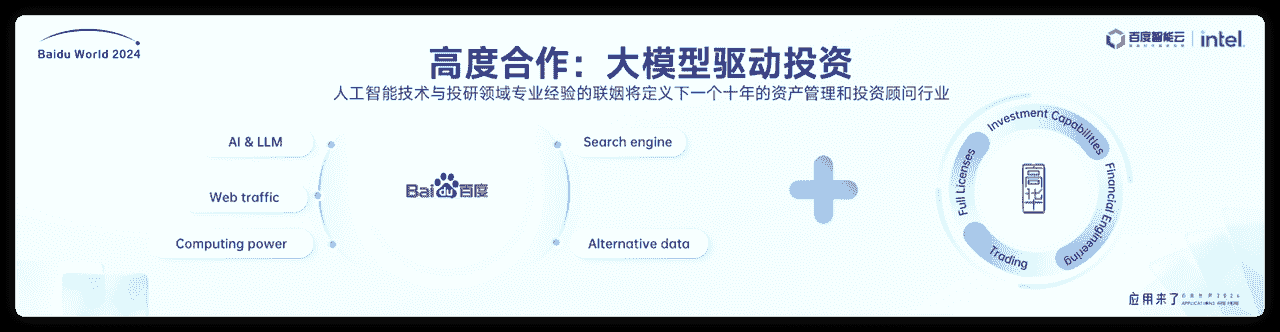 Baidu World 2024
百度智能云
intel.
高度合作：大模型驱动投资
人工智能技术与投研领域专业经验的联姻将定义下一个十年的资产管理和投资顾问行业
AI & LLM
Web traffic
Computing power
Bai du 百度
Search engine
Alternative data
Investment Capabilities
Financial Engineering
Trading
Full Licenses
应用来了